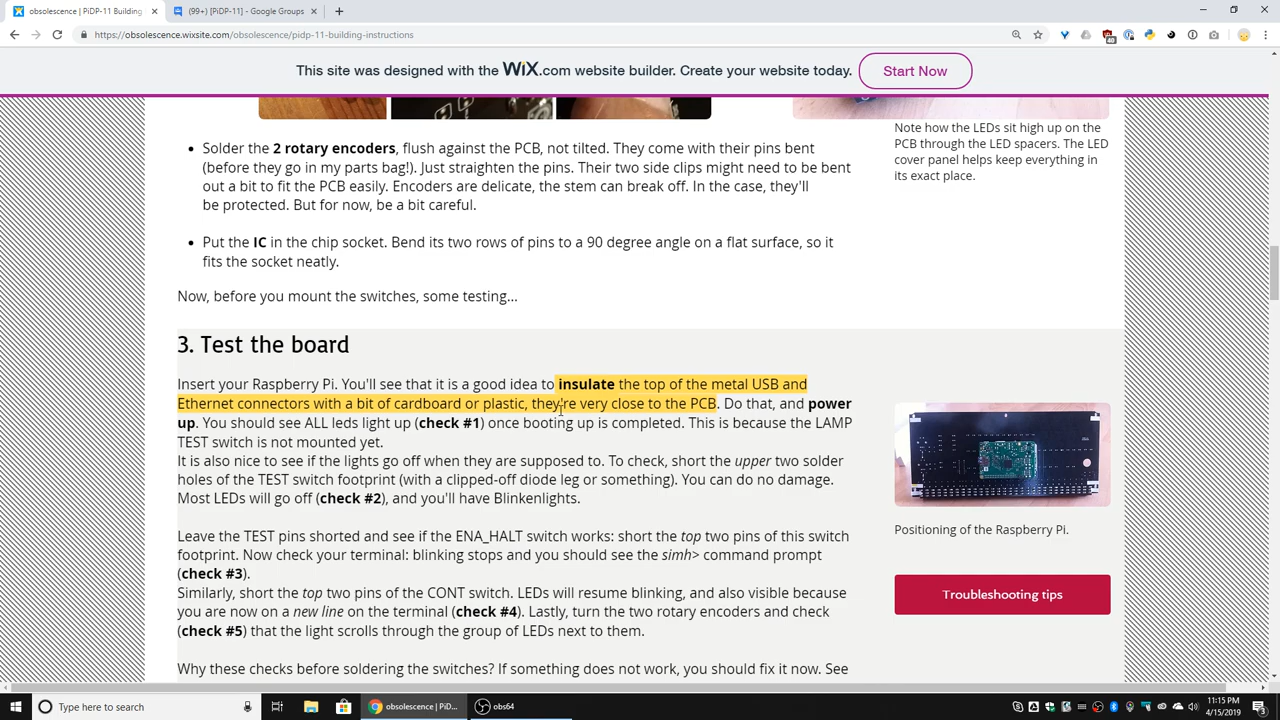 obsolescence | PiDP-11 Building
(99+) [PiDP-11] - Google Groups
https://obsolescence.wixsite.com/obsolescence/pidp-11-building-instructions
40
This site was designed with the WiX.com website builder. Create your website today.
Start Now
Note how the LEDs sit high up on the
PCB through the LED spacers. The LED
cover panel helps keep everything in
its exact place.
• Solder the 2 rotary encoders, flush against the PCB, not tilted. They come with their pins bent
(before they go in my parts bag!). Just straighten the pins. Their two side clips might need to be bent
out a bit to fit the PCB easily. Encoders are delicate, the stem can break off. In the case, they'll
be protected. But for now, be a bit careful.
• Put the IC in the chip socket. Bend its two rows of pins to a 90 degree angle on a flat surface, so it
fits the socket neatly.
Now, before you mount the switches, some testing...
3. Test the board
Insert your Raspberry Pi. You'll see that it is a good idea to insulate the top of the metal USB and
Ethernet connectors with a bit of cardboard or plastic, they're very close to the PCB. Do that, and power
up. You should see ALL leds light up (check #1) once booting up is completed. This is because the LAMP
TEST switch is not mounted yet.
It is also nice to see if the lights go off when they are supposed to. To check, short the upper two solder
holes of the TEST switch footprint (with a clipped-off diode leg or something). You can do no damage.
Most LEDs will go off (check #2), and you'll have Blinkenlights.
Leave the TEST pins shorted and see if the ENA_HALT switch works: short the top two pins of this switch
footprint. Now check your terminal: blinking stops and you should see the simh> command prompt
(check #3).
Similarly, short the top two pins of the CONT switch. LEDs will resume blinking, and also visible because
you are now on a new line on the terminal (check #4). Lastly, turn the two rotary encoders and check
(check #5) that the light scrolls through the group of LEDs next to them.
Why these checks before soldering the switches? If something does not work, you should fix it now. See
Positioning of the Raspberry Pi.
Troubleshooting tips
Type here to search
obsolescence | PiD...
obs64
11:15 PM
4/15/2019